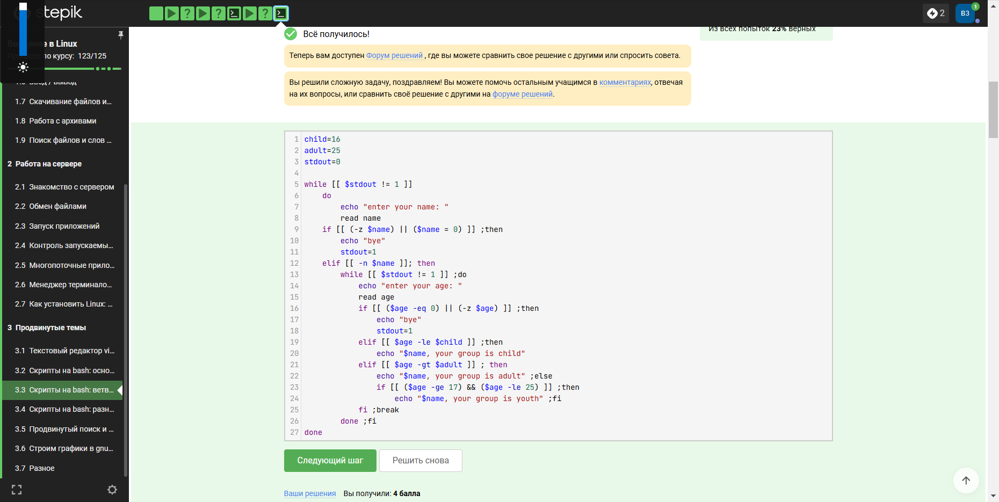 stepik
2
ВЗ
1
Введение в Linux
Прогресс по курсу: 123/125
1.6 Ввод / вывод
1.7 Скачивание файлов и...
1.8 Работа с архивами
1.9 Поиск файлов и слов ...
2 Работа на сервере
2.1 Знакомство с сервером
2.2 Обмен файлами
2.3 Запуск приложений
2.4 Контроль запускаемы...
2.5 Многопоточные прило...
2.6 Менеджер терминало...
2.7 Как установить Linux: ...
3 Продвинутые темы
3.1 Текстовый редактор vi...
3.2 Скрипты на bash: осно...
3.3 Скрипты на bash: ветв...
3.4 Скрипты на bash: разн...
3.5 Продвинутый поиск и ...
3.6 Строим графики в gnu...
3.7 Разное
Всё получилось!
Из всех попыток 23% верных
Теперь вам доступен Форум решений , где вы можете сравнить свое решение с другими или спросить совета.
Вы решили сложную задачу, поздравляем! Вы можете помочь остальным учащимся в комментариях, отвечая
на их вопросы, или сравнить своё решение с другими на форуме решений.
1 child=16
2 adult=25
3 stdout=0
4
5 while [[ $stdout != 1 ]]
6     do
7         echo "enter your name: "
8         read name
9     if [[ (-z $name) || ($name = 0) ]] ;then
10         echo "bye"
11         stdout=1
12     elif [[ -n $name ]]; then
13         while [[ $stdout != 1 ]] ;do
14             echo "enter your age: "
15             read age
16             if [[ ($age -eq 0) || (-z $age) ]] ;then
17                 echo "bye"
18                 stdout=1
19             elif [[ $age -le $child ]] ;then
20                 echo "$name, your group is child"
21             elif [[ $age -gt $adult ]] ; then
22                 echo "$name, your group is adult" ;else
23                 if [[ ($age -ge 17) && ($age -le 25) ]] ;then
24                     echo "$name, your group is youth" ;fi
25             fi ;break
26         done ;fi
27 done
Следующий шаг
Решить снова
Ваши решения Вы получили: 4 балла